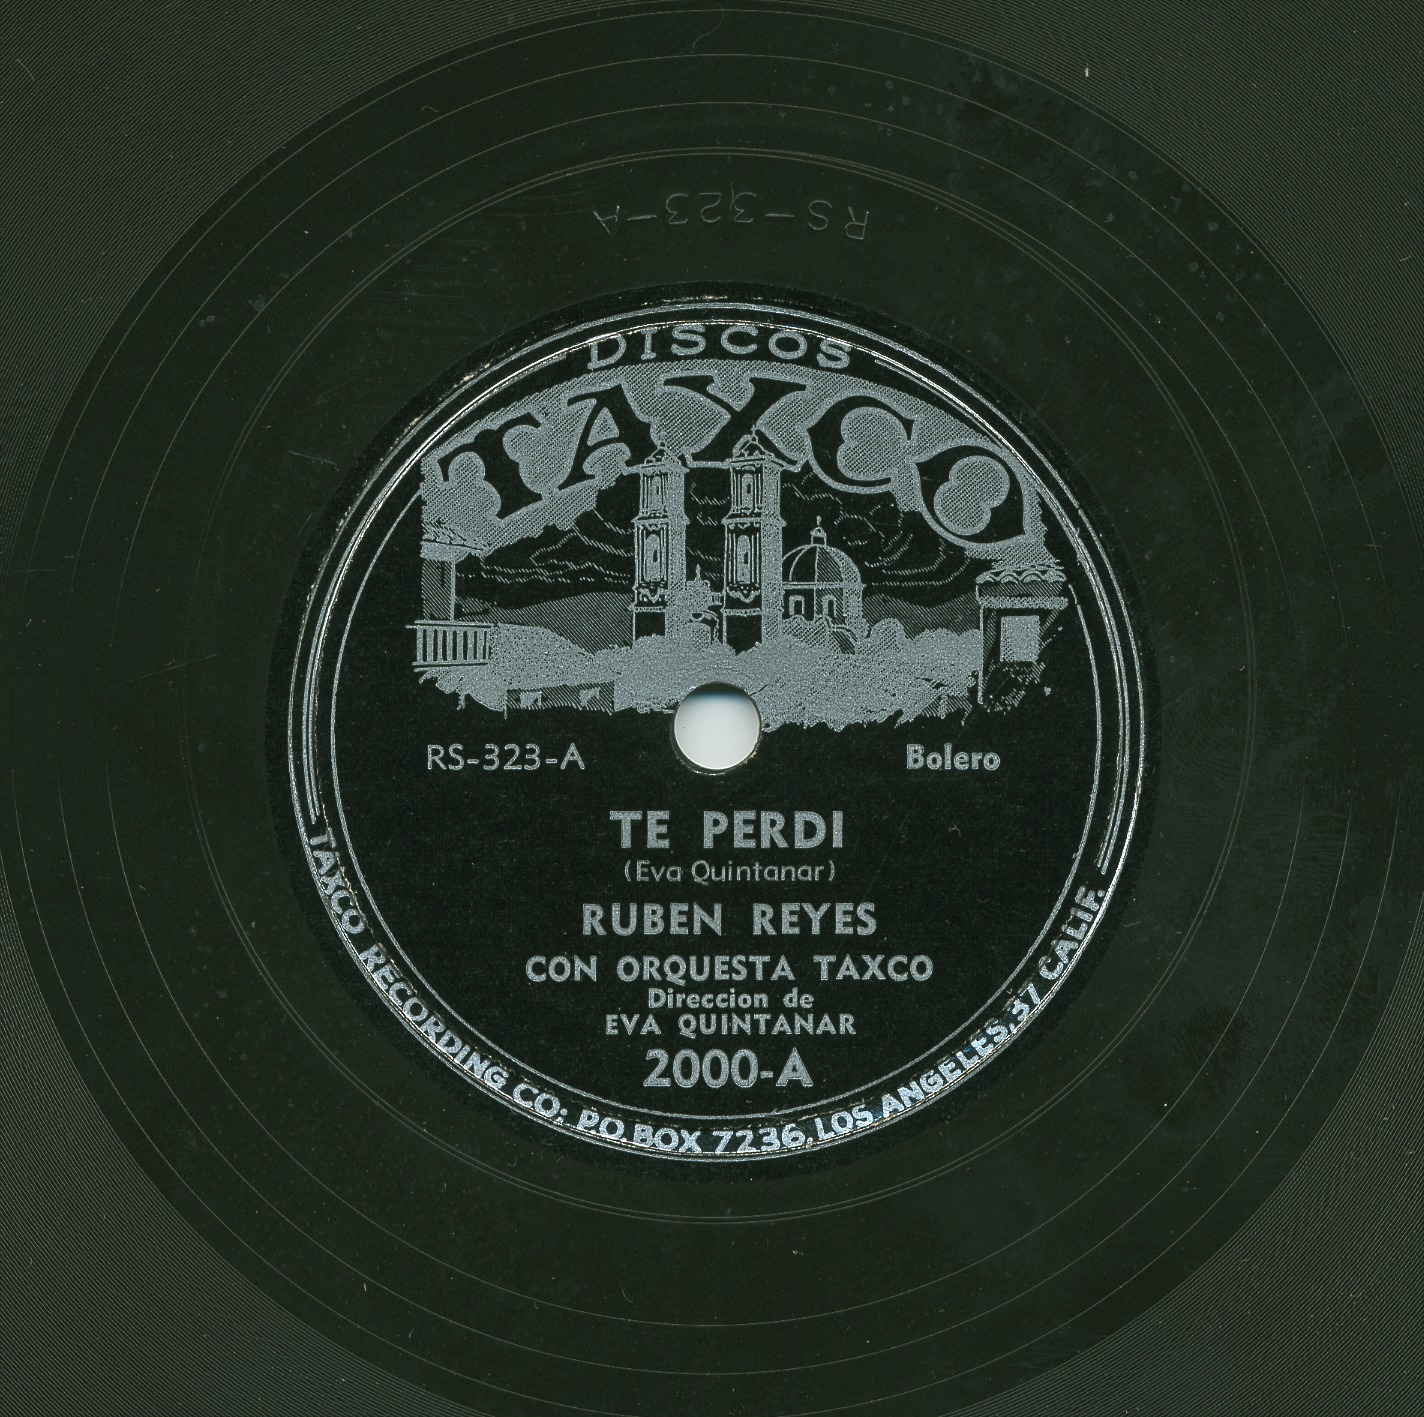 RS-323-A
DISCOS
TAXCO
RS-323-A
Bolero
TE PERDI
(Eva Quintanar)
RUBEN REYES
CON ORQUESTA TAXCO
Direccion de
EVA QUINTANAR
2000-A
TAXCO RECORDING CO: P.O. BOX 7236, LOS ANGELES, 37 CALIF.